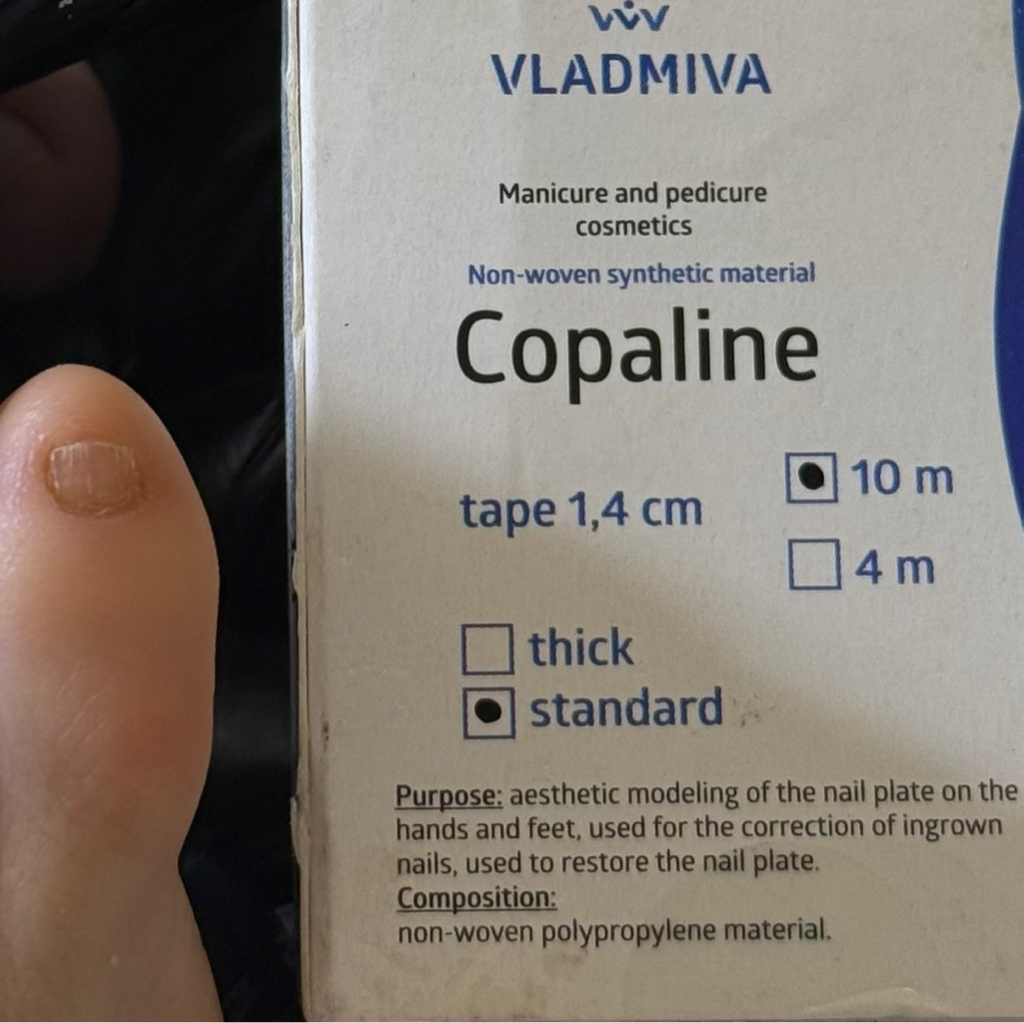 VLADMIVA
Manicure and pedicure
cosmetics
Non-woven synthetic material
Copaline
tape 1,4 cm
10 m
4 m
thick
standard
Purpose: aesthetic modeling of the nail plate on the
hands and feet, used for the correction of ingrown
nails, used to restore the nail plate.
Composition:
non-woven polypropylene material.